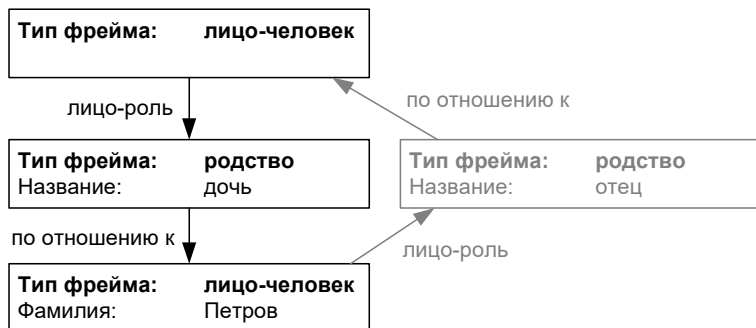 Тип фрейма: лицо-человек
лицо-роль
по отношению к
Тип фрейма: родство
Название: дочь
Тип фрейма: родство
Название: отец
по отношению к
лицо-роль
Тип фрейма: лицо-человек
Фамилия: Петров